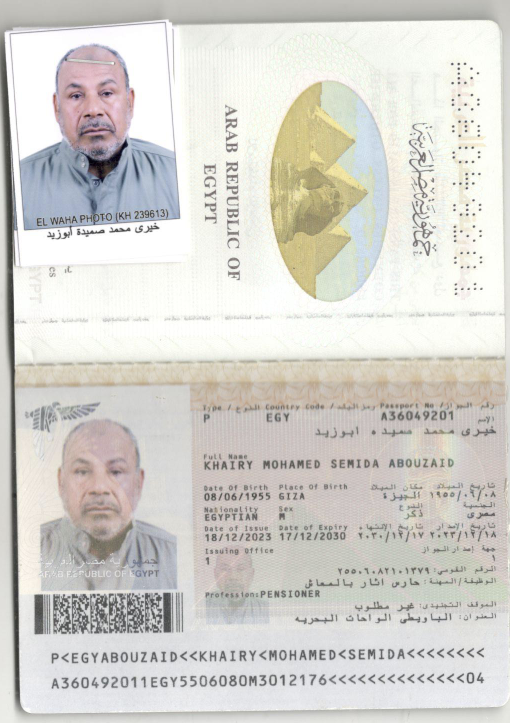 EL WAHA PHOTO (KH 239613)
خيرى محمد صميدة أبوزيد
ARAB REPUBLIC OF
EGYPT
جمهورية مصر العربية
Type / النوع Country Code / رمز البلد Passport No / رقم الجواز
P EGY A36049201
الإسم
خيرى محمد صميده ابوزيد
Full Name
KHAIRY MOHAMED SEMIDA ABOUZAID
Date Of Birth Place Of Birth مكان الميلاد تاريخ الميلاد
08/06/1955 GIZA الجيزة ١٩٥٥/٠٦/٠٨
Nationality Sex النوع الجنسية
EGYPTIAN M ذكر مصرى
Date of Issue Date of Expiry تاريخ الإنتهاء تاريخ الإصدار
18/12/2023 17/12/2030 ٢٠٣٠/١٢/١٧ ٢٠٢٣/١٢/١٨
Issuing Office جهة إصدار الجواز
1 ١
الرقم القومى: ٢٥٥٠٦٠٨٢١٠١٣٧٩
الوظيفة/المهنة: حارس اثار بالمعاش
Profession: PENSIONER
الموقف التجنيدى: غير مطلوب
العنوان: الباويطى الواحات البحريه
جمهورية مصر العربية
ARAB REPUBLIC OF EGYPT
P<EGYABOUZAID<<KHAIRY<MOHAMED<SEMIDA<<<<<<<<
A360492011EGY5506080M3012176<<<<<<<<<<<<<<04